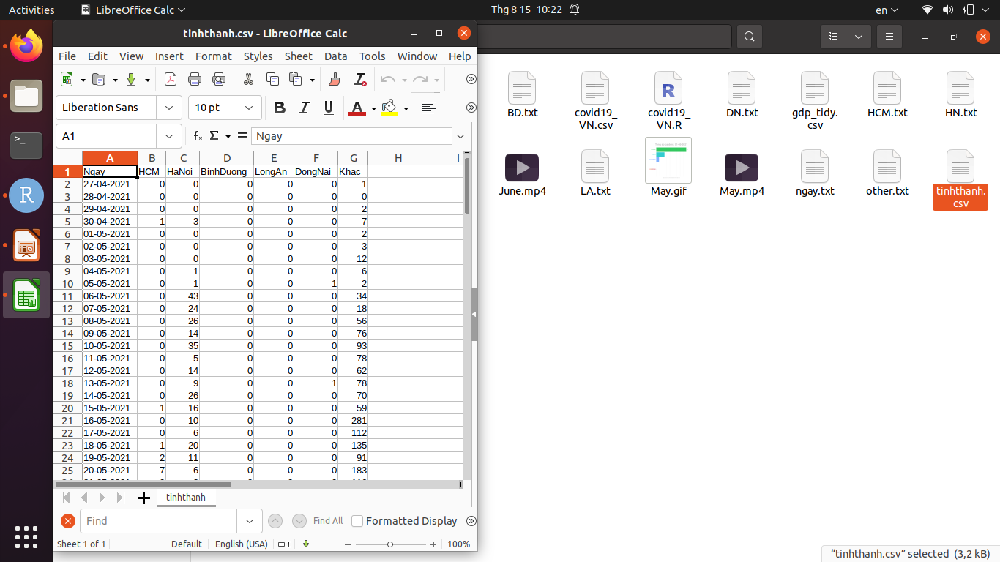 Activities LibreOffice Calc Thg 8 15 10:22 en
tinhthanh.csv - LibreOffice Calc
File Edit View Insert Format Styles Sheet Data Tools Window Help
Liberation Sans 10 pt B I U A
A1 fx Σ = Ngay
A B C D E F G H I
1 Ngay HCM HaNoi BinhDuong LongAn DongNai Khac
2 27-04-2021 0 0 0 0 0 1
3 28-04-2021 0 0 0 0 0 0
4 29-04-2021 0 0 0 0 0 2
5 30-04-2021 1 3 0 0 0 7
6 01-05-2021 0 0 0 0 0 2
7 02-05-2021 0 0 0 0 0 3
8 03-05-2021 0 0 0 0 0 12
9 04-05-2021 0 1 0 0 0 6
10 05-05-2021 0 1 0 0 1 2
11 06-05-2021 0 43 0 0 0 34
12 07-05-2021 0 24 0 0 0 18
13 08-05-2021 0 26 0 0 0 56
14 09-05-2021 0 14 0 0 0 76
15 10-05-2021 0 35 0 0 0 93
16 11-05-2021 0 5 0 0 0 78
17 12-05-2021 0 14 0 0 0 62
18 13-05-2021 0 9 0 0 1 78
19 14-05-2021 0 26 0 0 0 70
20 15-05-2021 1 16 0 0 0 59
21 16-05-2021 0 10 0 0 0 281
22 17-05-2021 0 6 0 0 0 112
23 18-05-2021 1 20 0 0 0 135
24 19-05-2021 2 11 0 0 0 91
25 20-05-2021 7 6 0 0 0 183
tinhthanh
Find Find All Formatted Display
Sheet 1 of 1 Default English (USA) 100%
BD.txt
covid19_
VN.csv
covid19_
VN.R
DN.txt
gdp_tidy.
csv
HCM.txt
HN.txt
June.mp4
LA.txt
May.gif
May.mp4
ngay.txt
other.txt
tinhthanh.
csv
“tinhthanh.csv” selected (3,2 kB)